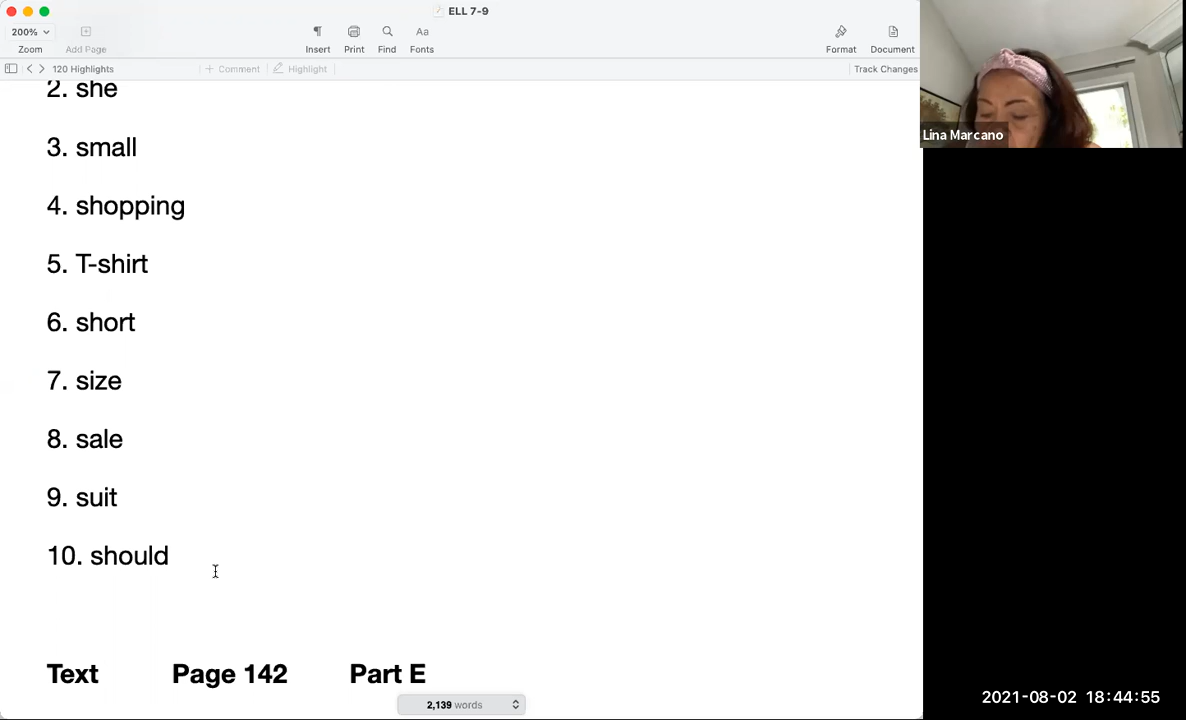 ELL 7-9
200%
Zoom
Add Page
Insert
Print
Find
Aa
Fonts
Format
Document
120 Highlights
+ Comment
Highlight
Track Changes
2. she
3. small
4. shopping
5. T-shirt
6. short
7. size
8. sale
9. suit
10. should
Text Page 142 Part E
2,139 words
Lina Marcano
2021-08-02 18:44:55